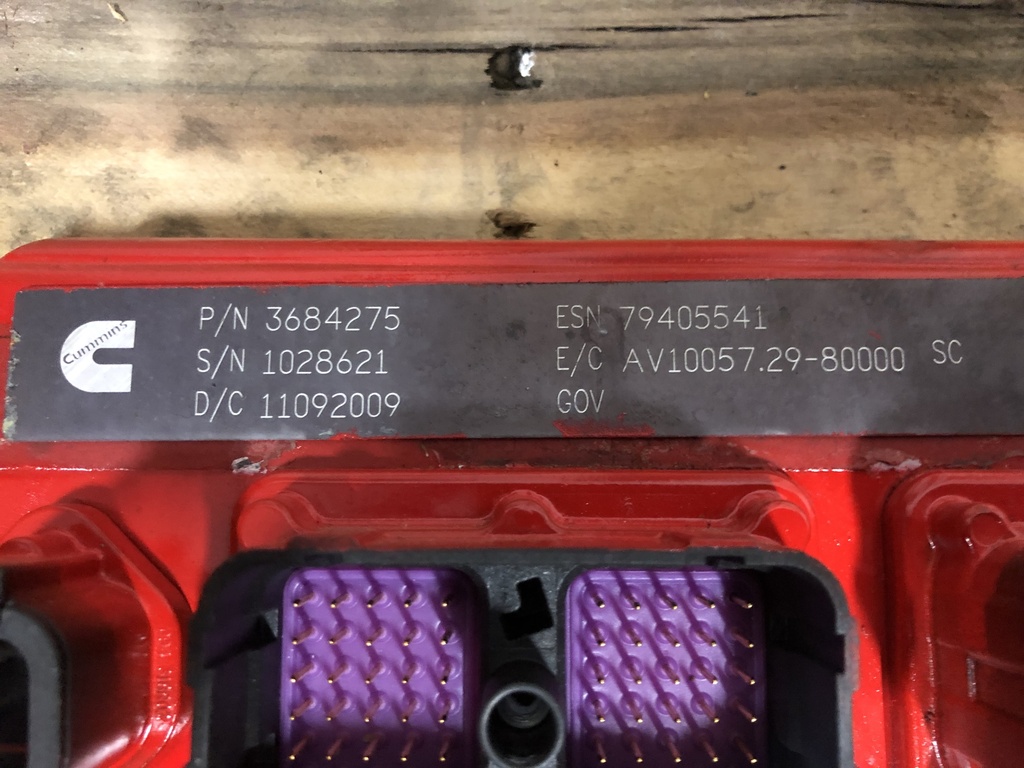 Cummins
P/N 3684275
S/N 1028621
D/C 11092009
ESN 79405541
E/C AV10057.29-80000 SC
GOV